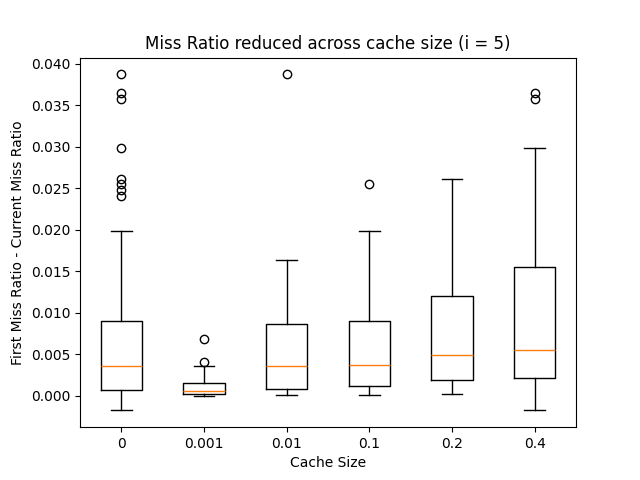 Miss Ratio reduced across cache size (i = 5)
First Miss Ratio - Current Miss Ratio
0.040
0.035
0.030
0.025
0.020
0.015
0.010
0.005
0.000
0 0.001 0.01 0.1 0.2 0.4
Cache Size